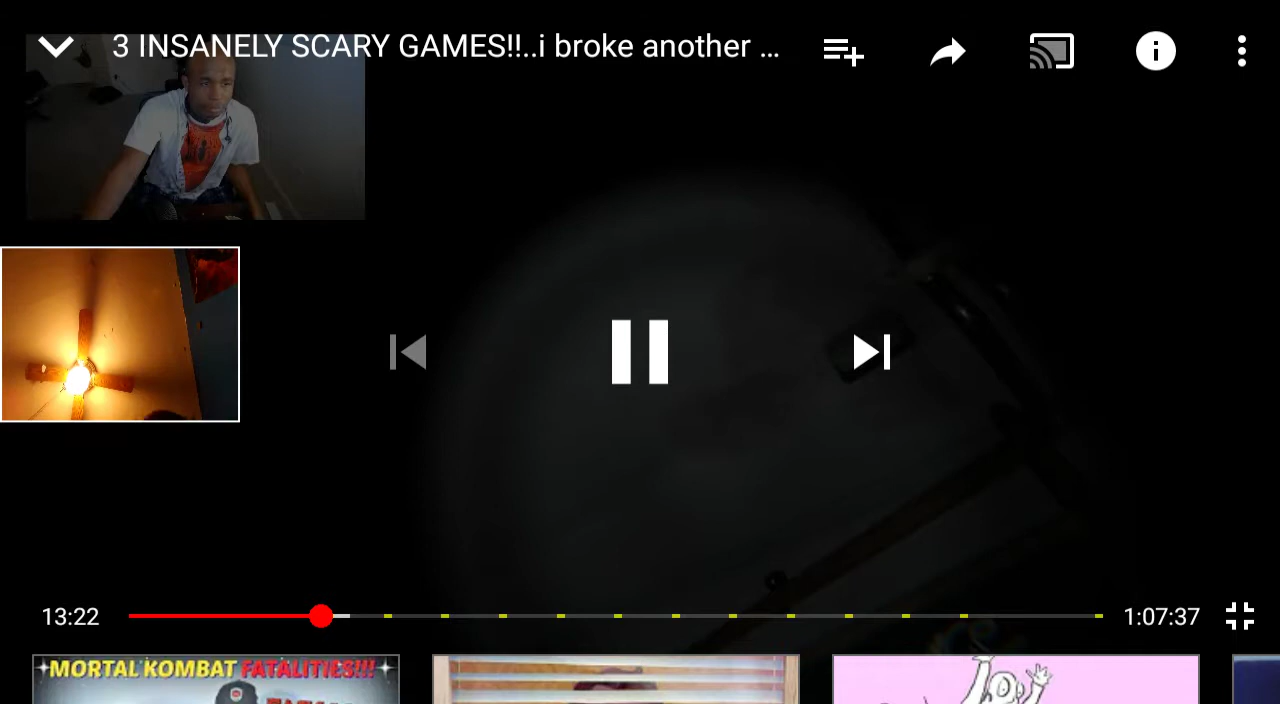 3 INSANELY SCARY GAMES!!..i broke another ...
13:22
1:07:37
MORTAL KOMBAT FATALITIES!!!